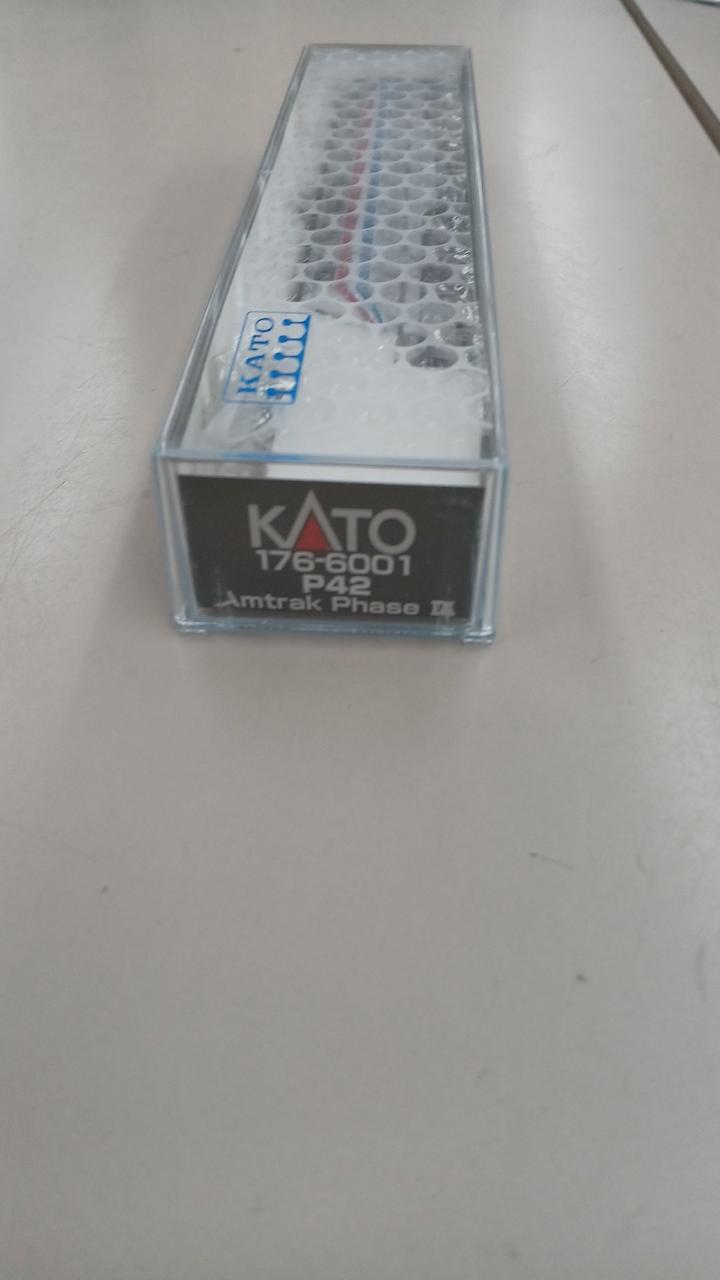 KATO
KATO
176-6001
P42
Amtrak Phase